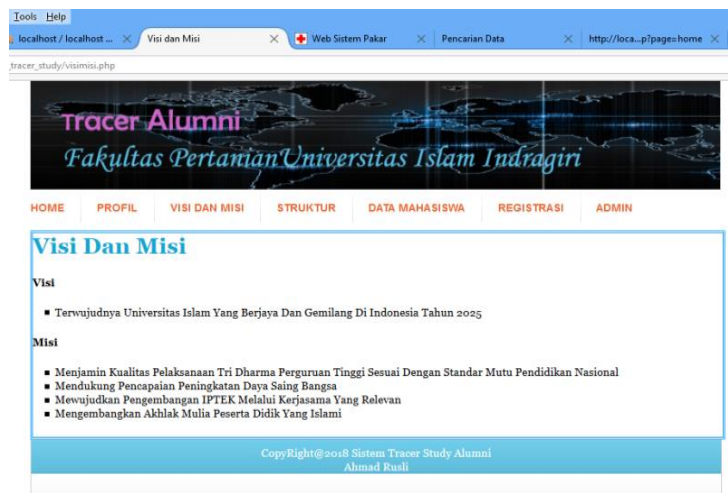 Tools Help
localhost / localhost ... Visi dan Misi Web Sistem Pakar Pencarian Data http://loca...p?page=home
tracer_study/visimisi.php
Tracer Alumni
Fakultas Pertanian Universitas Islam Indragiri
HOME PROFIL VISI DAN MISI STRUKTUR DATA MAHASISWA REGISTRASI ADMIN
Visi Dan Misi
Visi
Terwujudnya Universitas Islam Yang Berjaya Dan Gemilang Di Indonesia Tahun 2025
Misi
Menjamin Kualitas Pelaksanaan Tri Dharma Perguruan Tinggi Sesuai Dengan Standar Mutu Pendidikan Nasional
Mendukung Pencapaian Peningkatan Daya Saing Bangsa
Mewujudkan Pengembangan IPTEK Melalui Kerjasama Yang Relevan
Mengembangkan Akhlak Mulia Peserta Didik Yang Islami
CopyRight@2018 Sistem Tracer Study Alumni
Ahmad Rusli